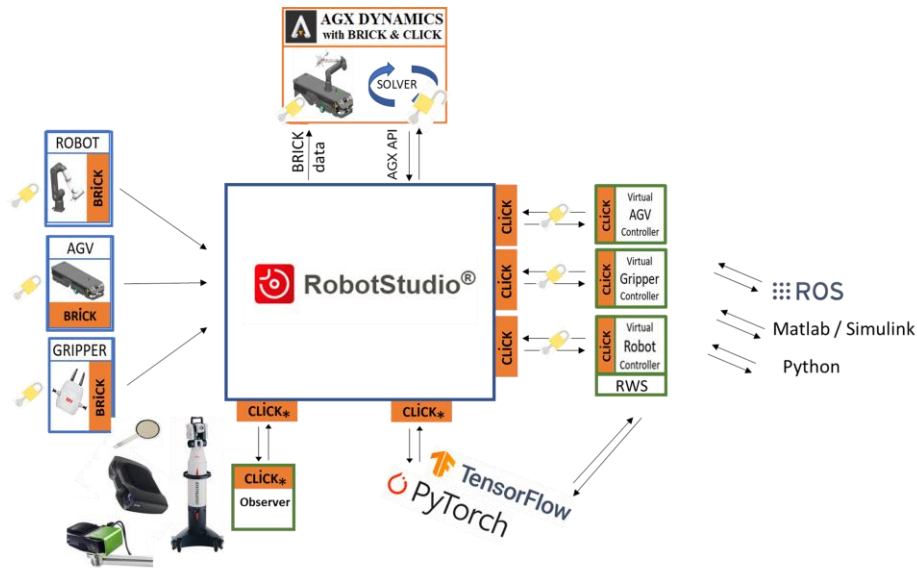 AGX DYNAMICS
with BRICK & CLICK
SOLVER
BRICK
data
AGX API
ROBOT
BRiCK
AGV
BRiCK
GRIPPER
BRiCK
RobotStudio®
CLiCK
CLiCK
CLiCK
CLiCK
Virtual
AGV
Controller
CLiCK
Virtual
Gripper
Controller
CLiCK
Virtual
Robot
Controller
RWS
ROS
Matlab / Simulink
Python
CLiCK*
CLiCK*
CLiCK*
Observer
TensorFlow
PyTorch